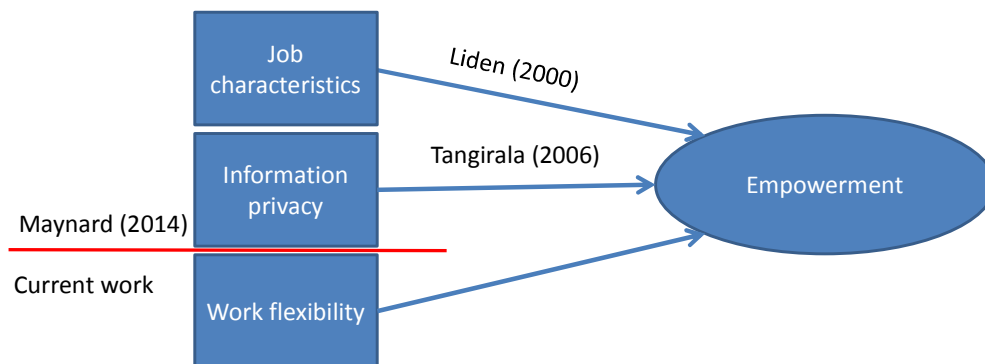 Job
characteristics
Liden (2000)
Information
privacy
Tangirala (2006)
Empowerment
Maynard (2014)
Current work
Work flexibility